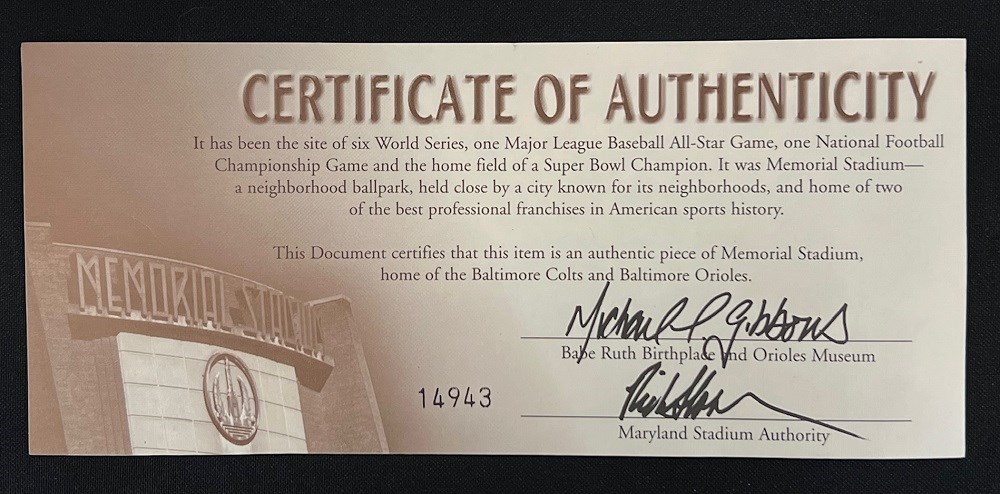 CERTIFICATE OF AUTHENTICITY
It has been the site of six World Series, one Major League Baseball All-Star Game, one National Football
Championship Game and the home field of a Super Bowl Champion. It was Memorial Stadium—
a neighborhood ballpark, held close by a city known for its neighborhoods, and home of two
of the best professional franchises in American sports history.
This Document certifies that this item is an authentic piece of Memorial Stadium,
home of the Baltimore Colts and Baltimore Orioles.
MEMORIAL STADIUM
Michael P. Gibbons
Babe Ruth Birthplace and Orioles Museum
14943
Maryland Stadium Authority